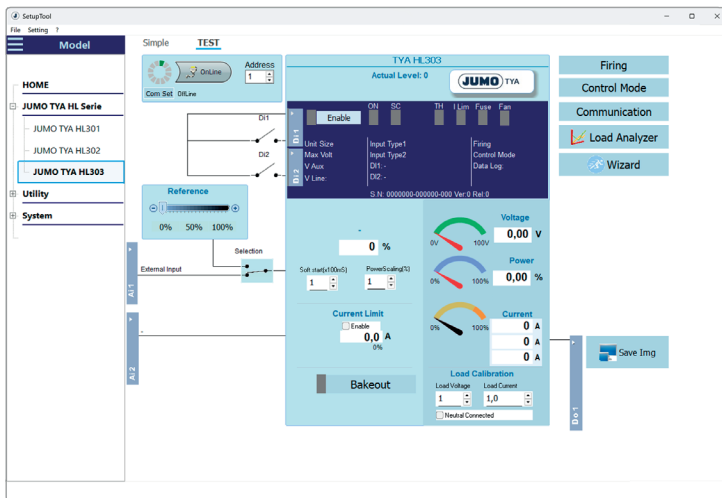 SetupTool
File Setting ?
Model
HOME
JUMO TYA HL Serie
JUMO TYA HL301
JUMO TYA HL302
JUMO TYA HL303
Utility
System
Simple TEST
OnLine
Com Set OffLine
Address
1
Di1
Di2
Reference
0% 50% 100%
Selection
External Input
Ai 1
-
Ai 2
TYA HL303
Actual Level: 0
JUMO TYA
Di 1
Di 2
Enable
ON SC TH I Lim Fuse Fan
Unit Size Input Type1 Firing
Max Volt Input Type2 Control Mode
V Aux DI1: - Data Log:
V Line: DI2: -
S.N: 0000000-000000-000 Ver:0 Rel:0
-
0 %
Soft start(x100mS) PowerScaling(%)
1 1
Current Limit
Enable
0,0 A
0%
Bakeout
Voltage
0V 100V 0,00 V
Power
0% 100% 0,00 %
Current
0% 100% 0 A
0 A
0 A
Load Calibration
Load Voltage Load Current
1 1,0
Neutral Connected
Do 1
Firing
Control Mode
Communication
Load Analyzer
Wizard
Save Img